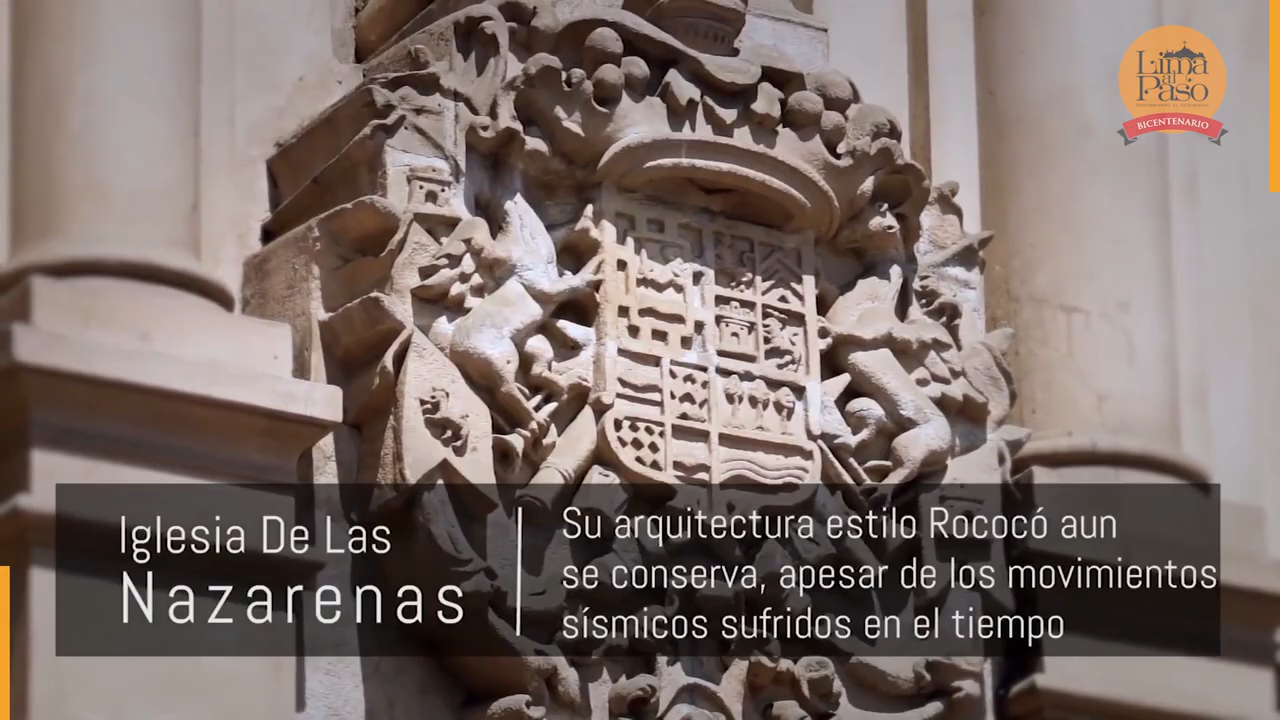 Lima
al
Paso
BICENTENARIO
Iglesia De Las
Nazarenas
Su arquitectura estilo Rococó aun
se conserva, apesar de los movimientos
sísmicos sufridos en el tiempo